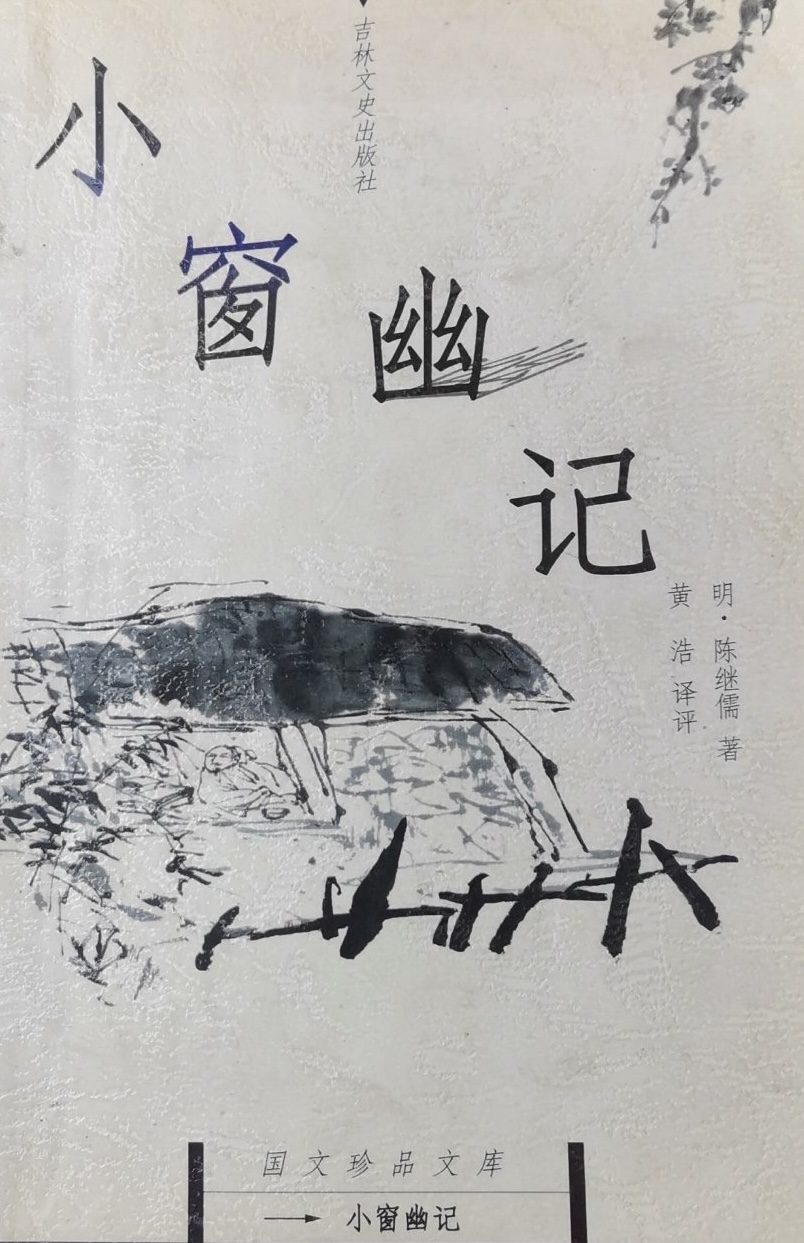 吉林文史出版社
小窗幽记
明·陈继儒 著
黄浩 译评
国文珍品文库
小窗幽记